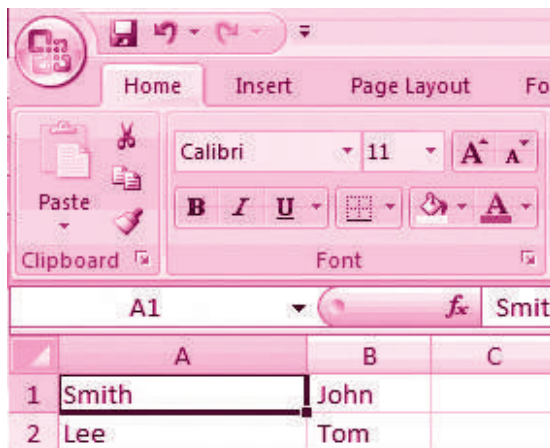 Home Insert Page Layout Fo
Calibri 11 A A
Paste B I U A
Clipboard Font
A1 fx Smit
A B C
1 Smith John
2 Lee Tom